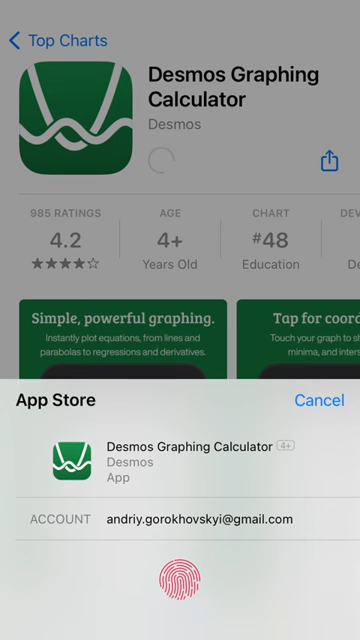 Top Charts
Desmos Graphing
Calculator
Desmos
985 RATINGS
4.2
AGE
4+
Years Old
CHART
#48
Education
DEV
De
Simple, powerful graphing.
Instantly plot equations, from lines and
parabolas to regressions and derivatives.
Tap for coord
Touch your graph to sh
minima, and inters
App Store
Cancel
Desmos Graphing Calculator 4+
Desmos
App
ACCOUNT andriy.gorokhovskyi@gmail.com